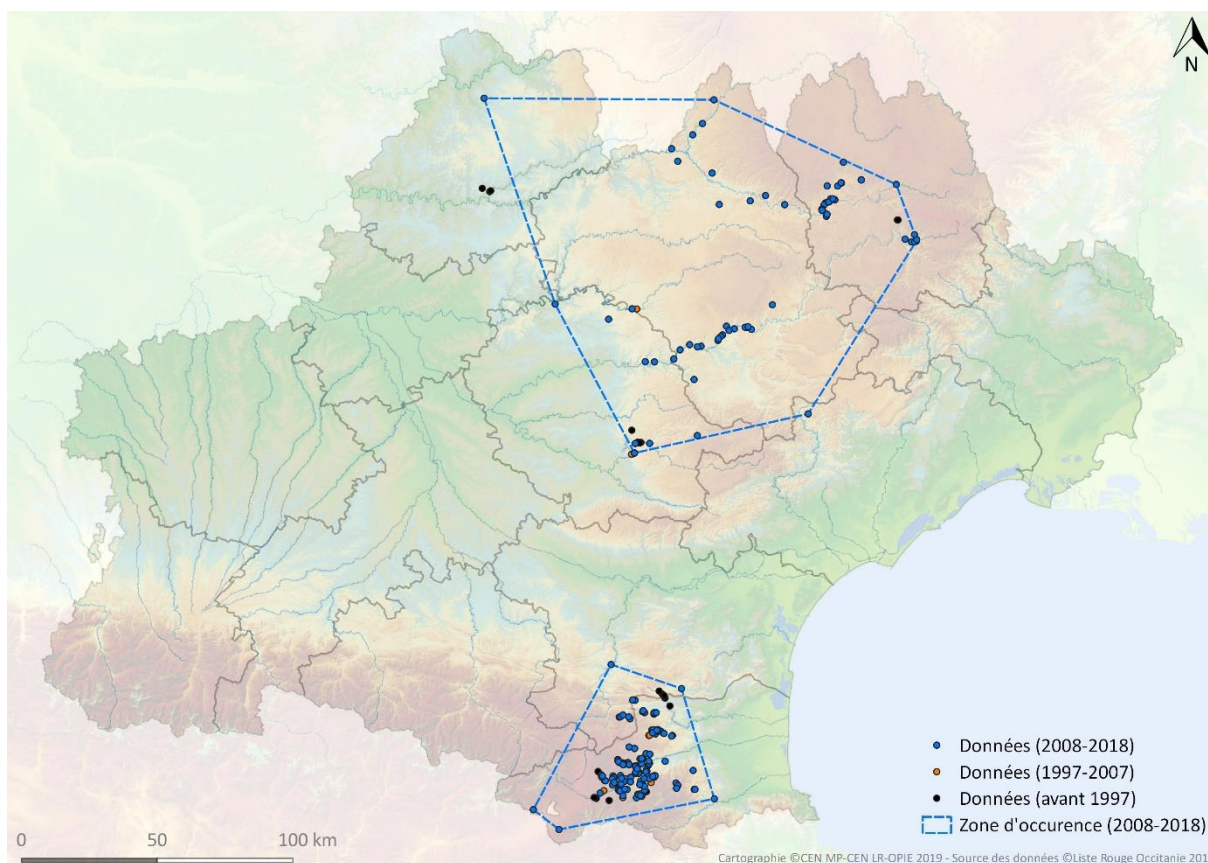 N
Données (2008-2018)
Données (1997-2007)
Données (avant 1997)
Zone d'occurence (2008-2018)
0 50 100 km
Cartographie ©CEN MP-CEN LR-OPIE 2019 - Source des données ©Liste Rouge Occitanie 201